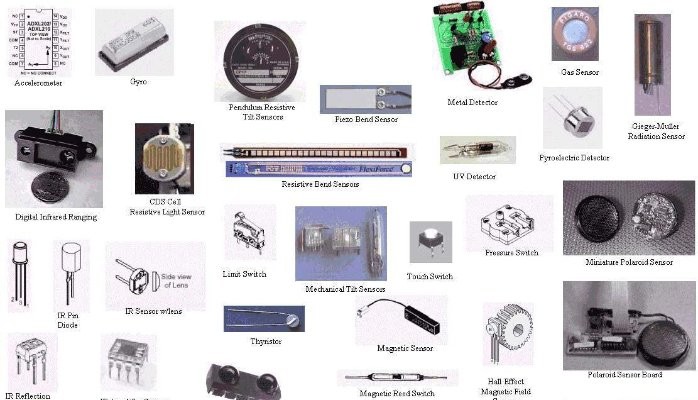 ADXL202/
ADXL210
TOP VIEW
Accelerometer
Gyro
Pendulum Resistive
Tilt Sensors
Piezo Bend Sensor
Metal Detector
FIGARO
Gas Sensor
Gieger-Muller
Radiation Sensor
Pyroelectric Detector
UV Detector
Digital Infrared Ranging
CDS Cell
Resistive Light Sensor
FlexiForce
Resistive Bend Sensors
Limit Switch
Mechanical Tilt Sensors
Touch Switch
Pressure Switch
Miniature Polaroid Sensor
IR Pin
Diode
Side view
of Lens
IR Sensor w/lens
Thyristor
Magnetic Sensor
Hall Effect
Magnetic Field
Polaroid Sensor Board
IR Reflection
Magnetic Reed Switch